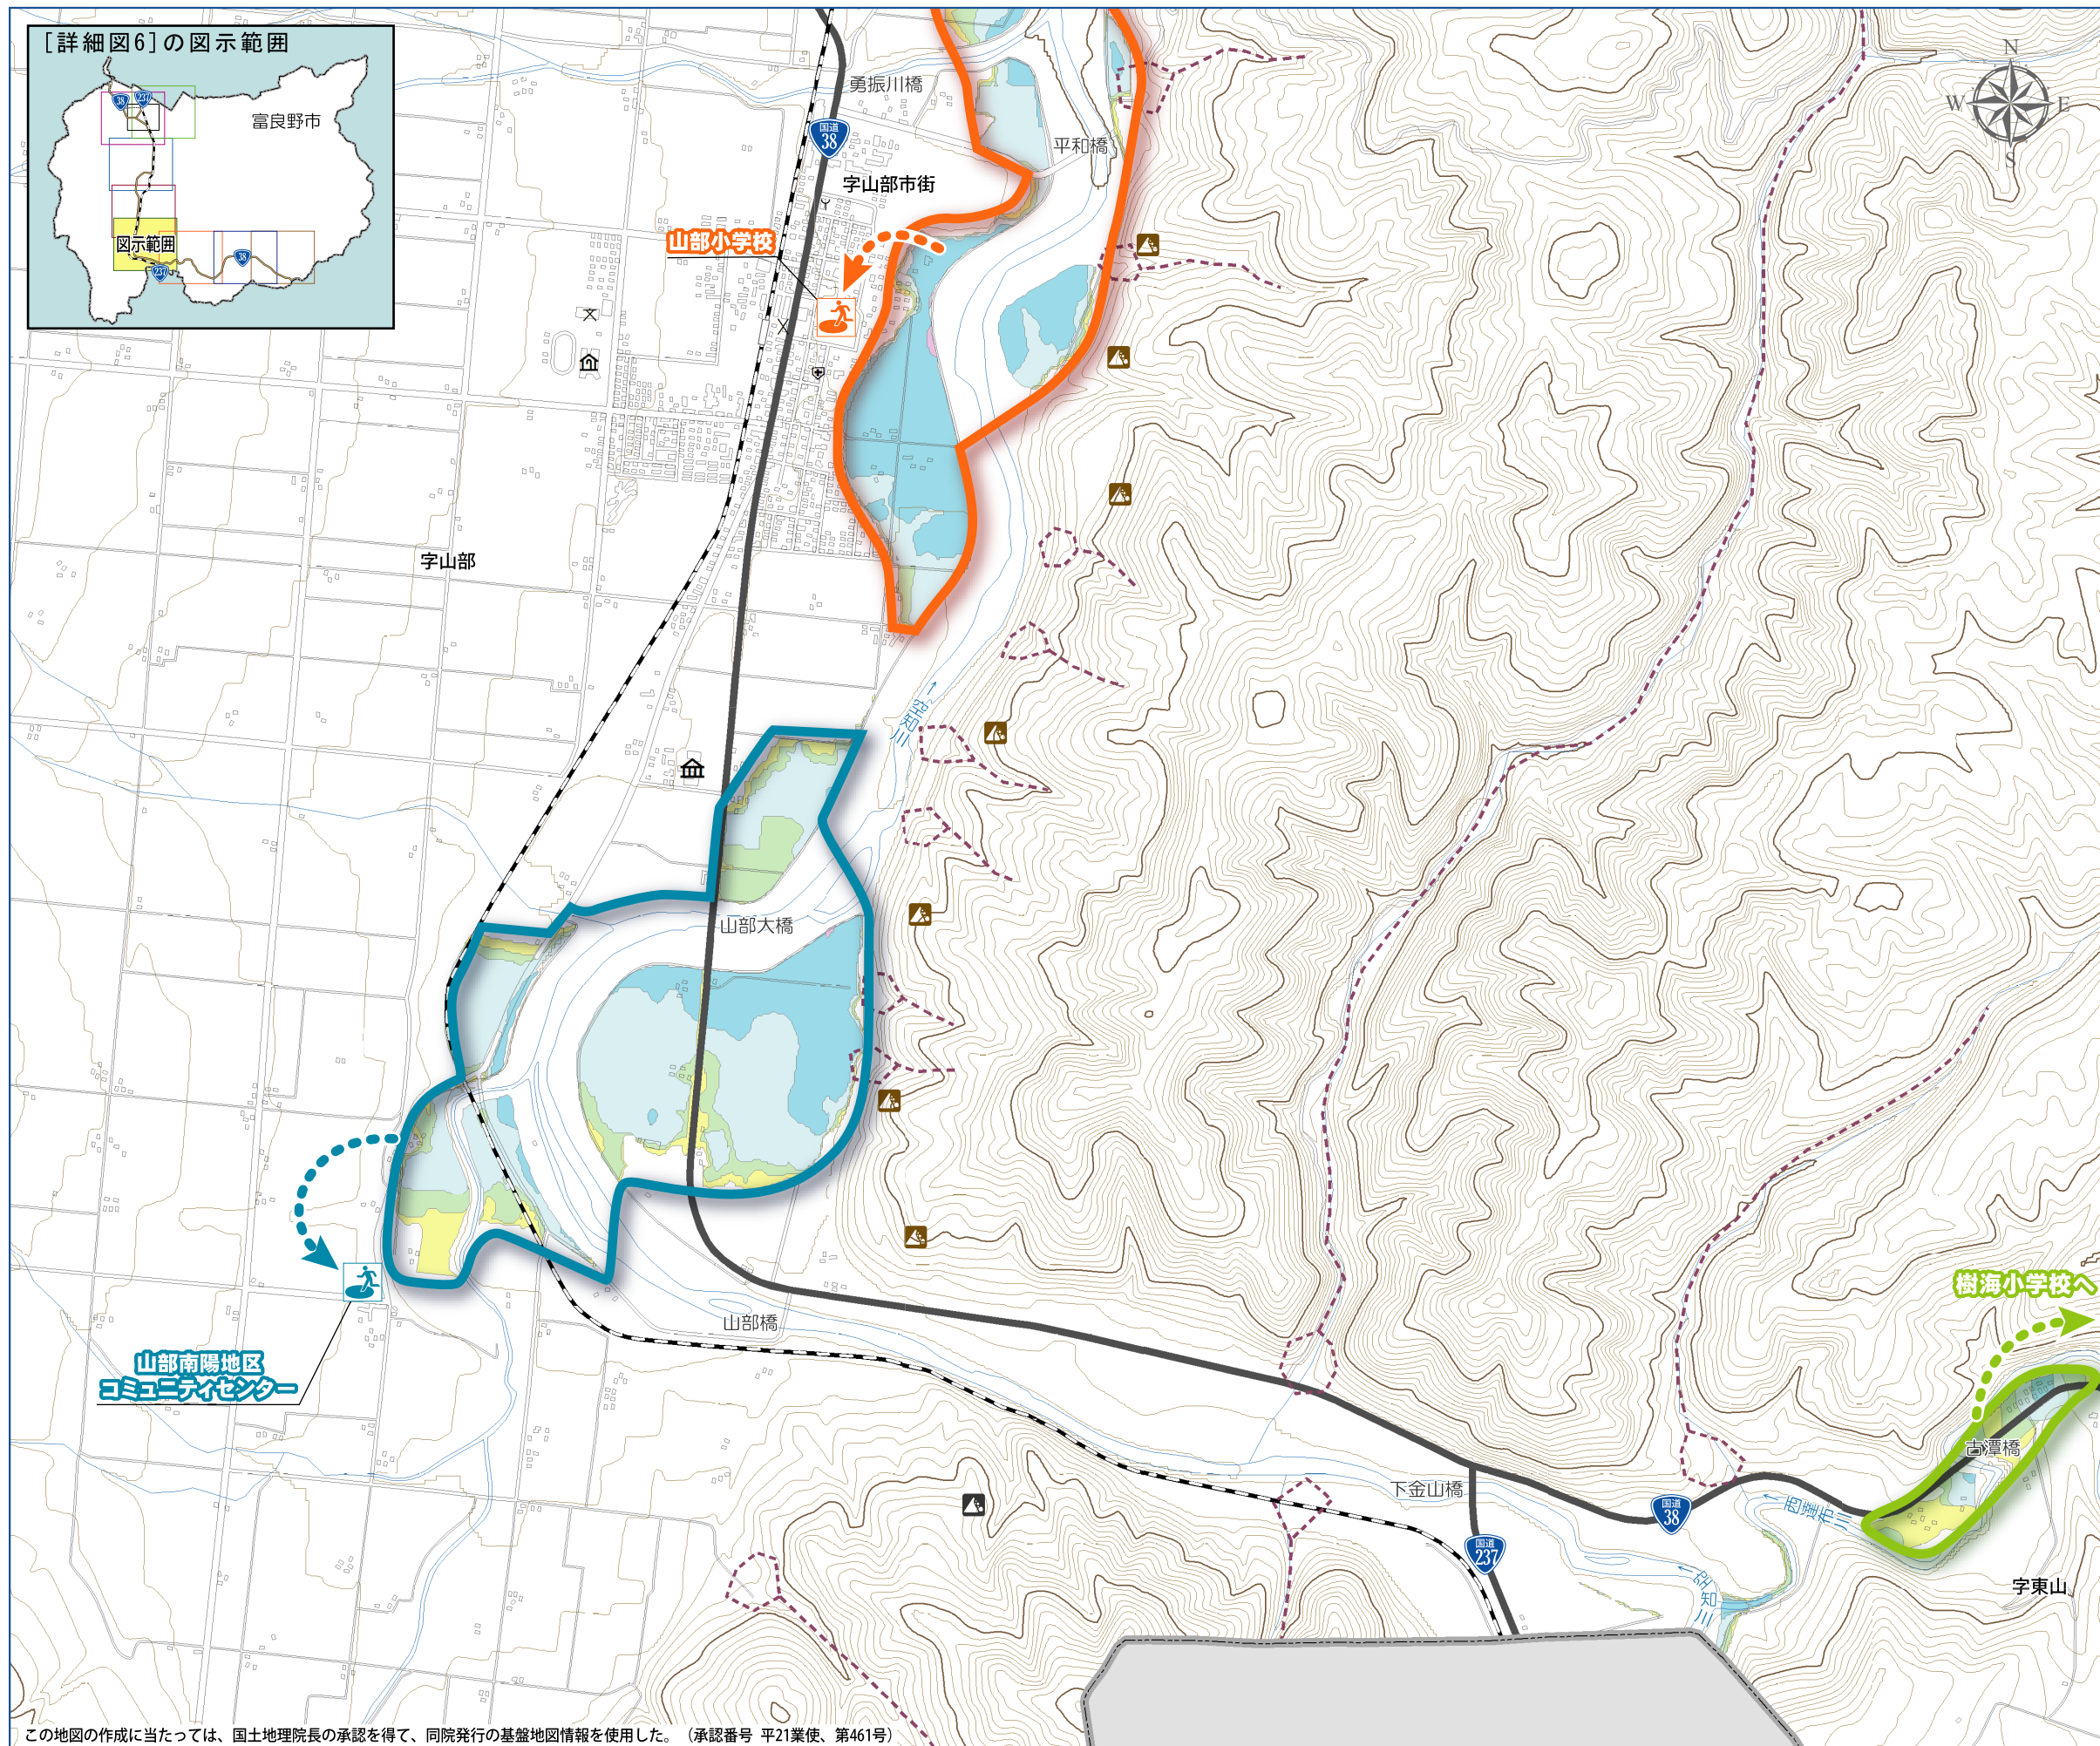 [詳細図6]の図示範囲
38
237
富良野市
図示範囲
38
237
勇振川橋
国道
38
平和橋
字山部市街
山部小学校
N
W
E
S
字山部
空知川
山部大橋
山部橋
山部南陽地区
コミュニティセンター
樹海小学校へ
古潭橋
下金山橋
国道
38
西達布川
国道
237
空知川
字東山
この地図の作成に当たっては、国土地理院長の承認を得て、同院発行の基盤地図情報を使用した。（承認番号 平21業使、第461号）